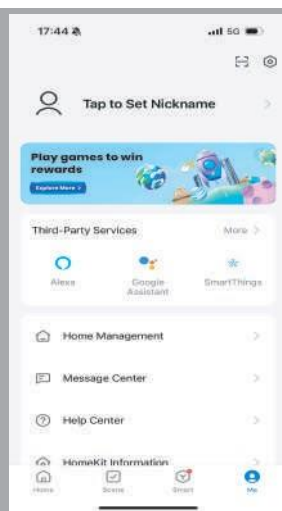 17:44
5G
Tap to Set Nickname
Play games to win
rewards
Explore More >
Third-Party Services
More >
Alexa
Google
Assistant
SmartThings
Home Management
Message Center
Help Center
HomeKit Information
Home
Scene
Smart
Me